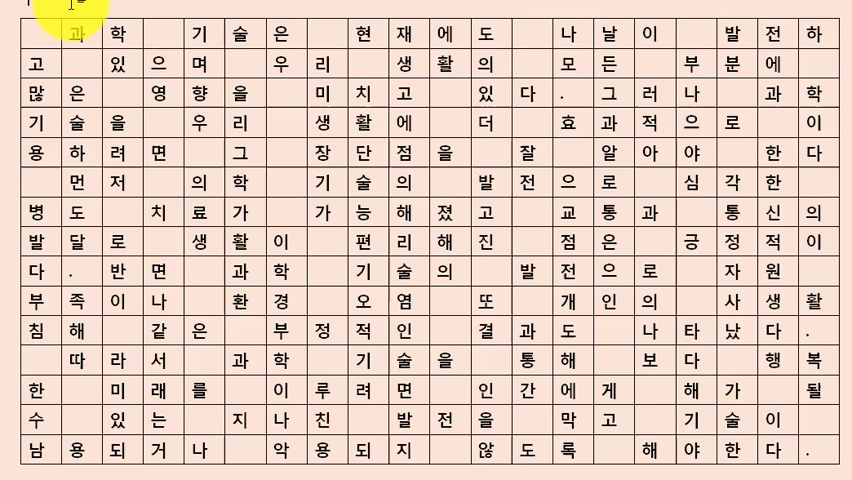 과학 기술은 현재에도 나날이 발전하
고 있으며 우리 생활의 모든 부분에
많은 영향을 미치고 있다. 그러나 과학
기술을 우리 생활에 더 효과적으로 이
용하려면 그 장단점을 잘 알아야 한다
먼저 의학 기술의 발전으로 심각한
병도 치료가 가능해졌고 교통과 통신의
발달로 생활이 편리해진 점은 긍정적이
다. 반면 과학 기술의 발전으로 자원
부족이나 환경 오염 또 개인의 사생활
침해 같은 부정적인 결과도 나타났다.
따라서 과학 기술을 통해 보다 행복
한 미래를 이루려면 인간에게 해가 될
수 있는 지나친 발전을 막고 기술이
남용되거나 악용되지 않도록 해야한다.